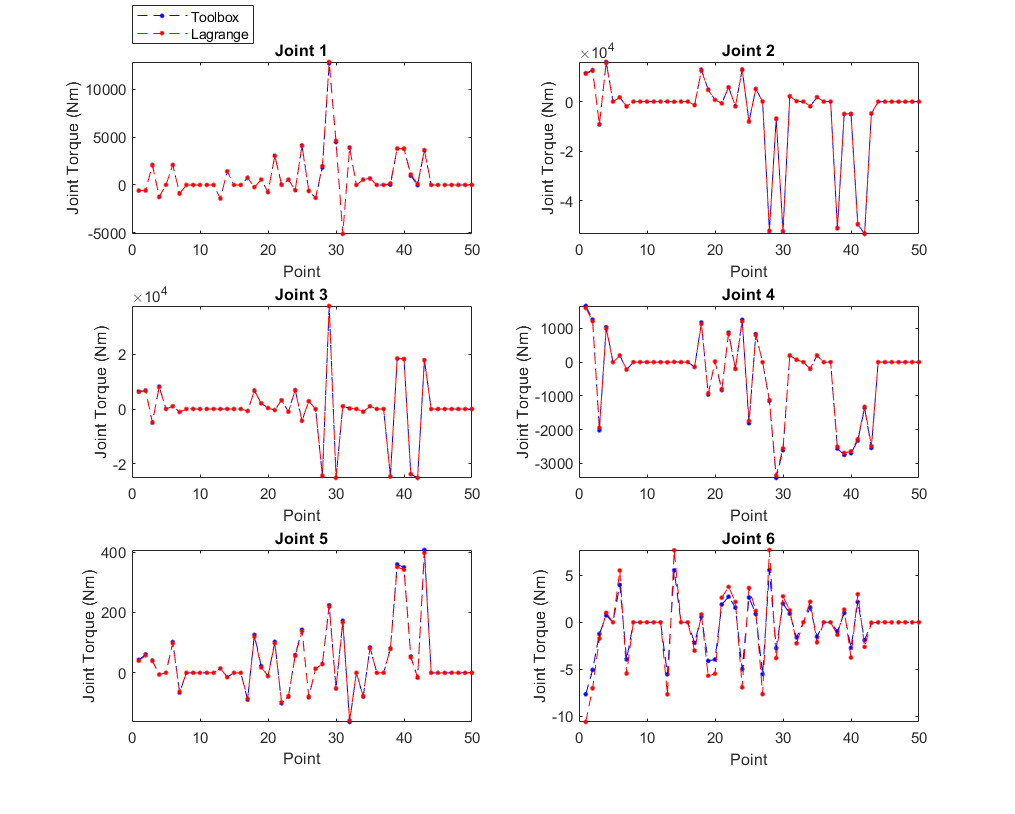 Toolbox
Lagrange
Joint 1
Joint Torque (Nm)
10000
5000
0
-5000
0 10 20 30 40 50
Point
Joint 2
×10^4
Joint Torque (Nm)
0
-2
-4
0 10 20 30 40 50
Point
Joint 3
×10^4
Joint Torque (Nm)
2
0
-2
0 10 20 30 40 50
Point
Joint 4
Joint Torque (Nm)
1000
0
-1000
-2000
-3000
0 10 20 30 40 50
Point
Joint 5
Joint Torque (Nm)
400
200
0
0 10 20 30 40 50
Point
Joint 6
Joint Torque (Nm)
5
0
-5
-10
0 10 20 30 40 50
Point